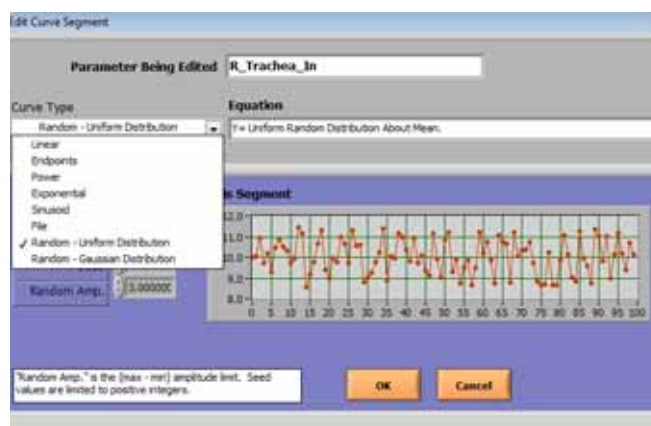 Edit Curve Segment
Parameter Being Edited R_Trachea_In
Curve Type
Equation
Random - Uniform Distribution
Y= Uniform Random Distribution About Mean.
Linear
Endpoints
Power
Exponential
Sinusoid
File
✓ Random - Uniform Distribution
Random - Gaussian Distribution
is Segment
12.0
11.0
10.0
9.0
8.0
0 5 10 15 20 25 30 35 40 45 50 55 60 65 70 75 80 85 90 95 100
Random Amp. 3.00000
"Random Amp." is the (max - min) amplitude limit. Seed
values are limited to positive integers.
OK
Cancel